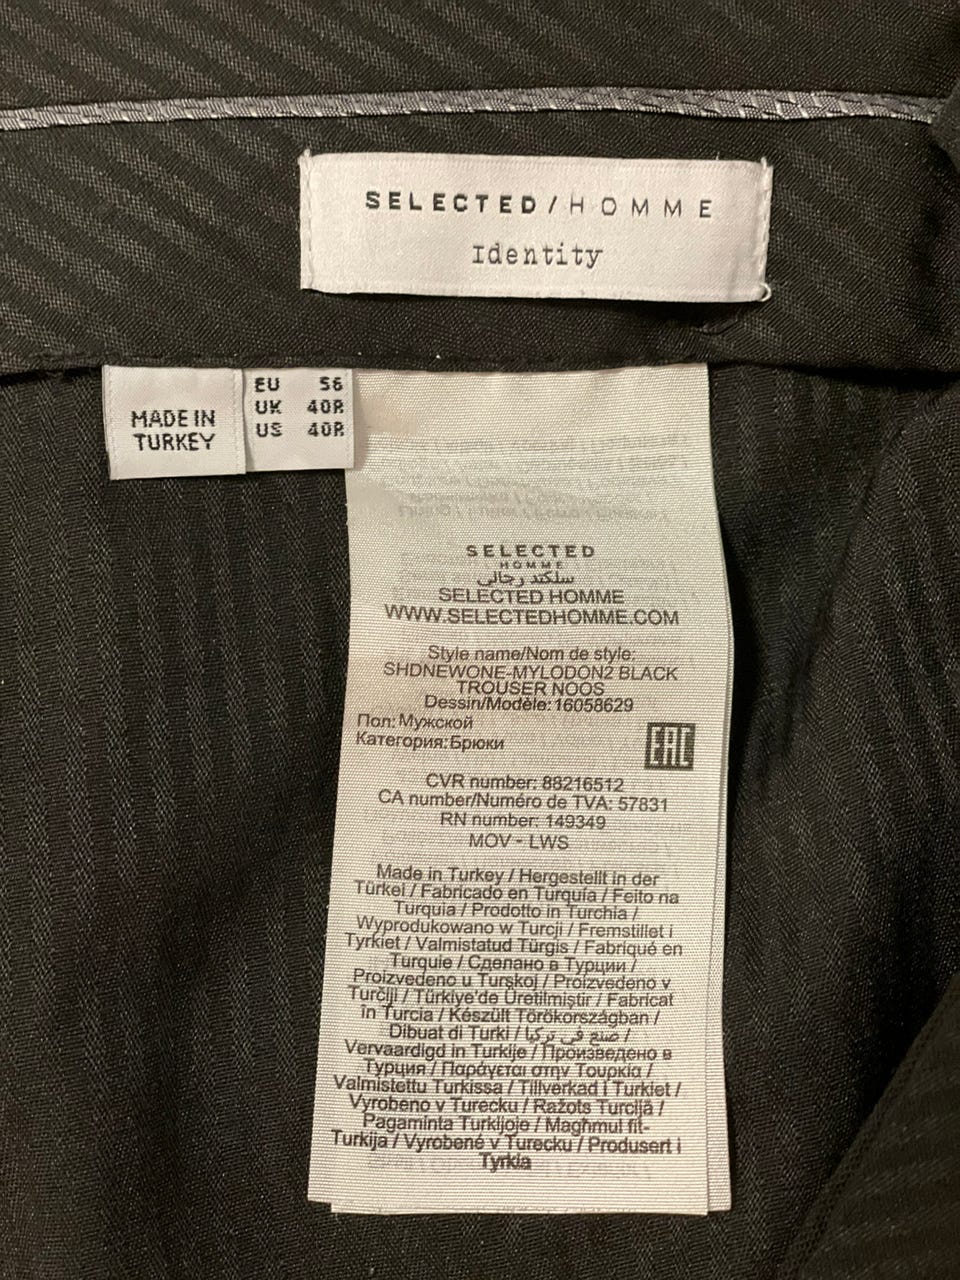 SELECTED/HOMME
Identity
MADE IN
TURKEY
EU 56
UK 40R
US 40R
SELECTED
HOMME
سلكتد رجالي
SELECTED HOMME
WWW.SELECTEDHOMME.COM
Style name/Nom de style:
SHDNEWONE-MYLODON2 BLACK
TROUSER NOOS
Dessin/Modèle:16058629
Пол: Мужской
Категория:Брюки
EAC
CVR number: 88216512
CA number/Numéro de TVA: 57831
RN number: 149349
MOV - LWS
Made in Turkey / Hergestellt in der
Türkei / Fabricado en Turquía / Feito na
Turquia / Prodotto in Turchia /
Wyprodukowano w Turcji / Fremstillet i
Tyrkiet / Valmistatud Türgis / Fabriqué en
Turquie / Сделано в Турции /
Proizvedeno u Turskoj / Proizvedeno v
Turčiji / Türkiye'de Üretilmiştir / Fabricat
în Turcia / Készült Törökországban /
Dibuat di Turki / صنع في تركيا /
Vervaardigd in Turkije / Произведено в
Турция / Παράγεται στην Τουρκία /
Valmistettu Turkissa / Tillverkad i Turkiet /
Vyrobeno v Turecku / Ražots Turcijā /
Pagaminta Turkijoje / Magħmul fit-
Turkija / Vyrobené v Turecku / Produsert i
Tyrkia